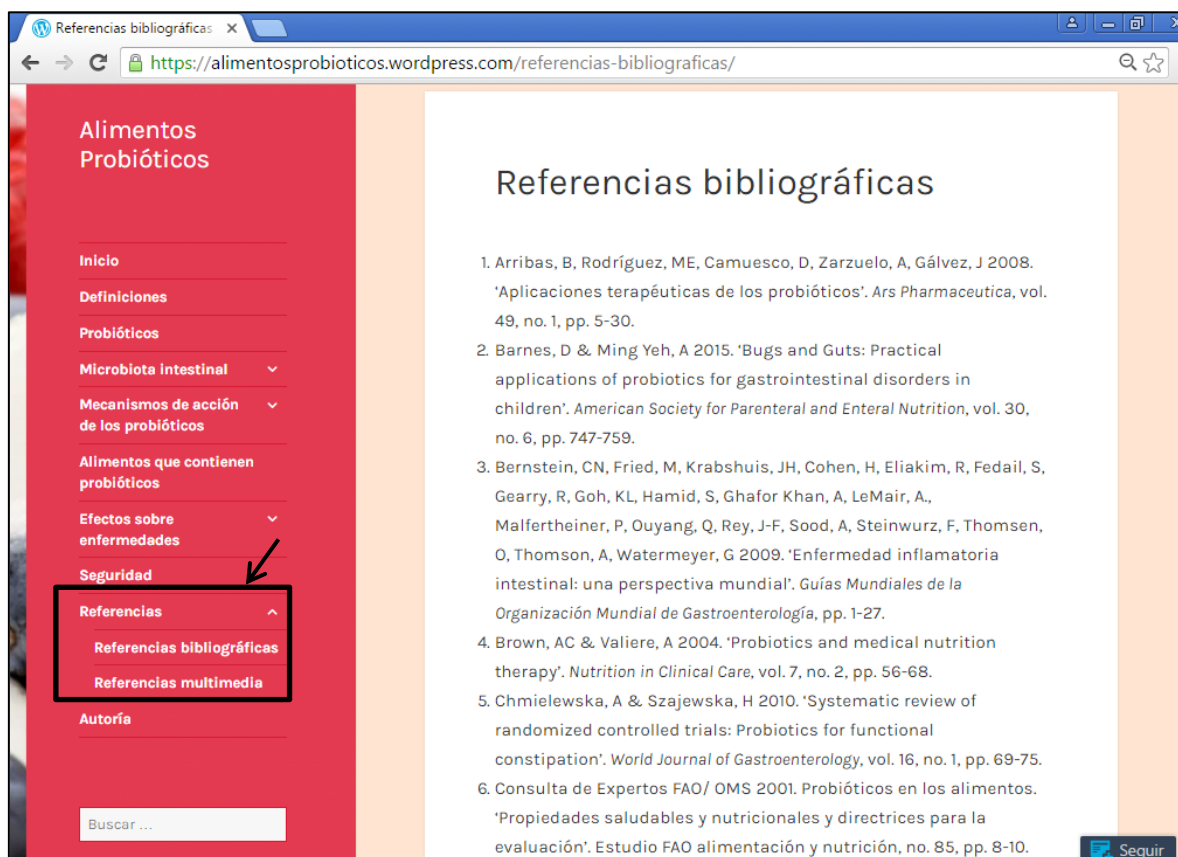 Referencias bibliográficas
https://alimentosprobioticos.wordpress.com/referencias-bibliograficas/
Alimentos
Probióticos
Inicio
Definiciones
Probióticos
Microbiota intestinal
Mecanismos de acción
de los probióticos
Alimentos que contienen
probióticos
Efectos sobre
enfermedades
Seguridad
Referencias
Referencias bibliográficas
Referencias multimedia
Autoría
Buscar ...
Referencias bibliográficas
1. Arribas, B, Rodríguez, ME, Camuesco, D, Zarzuelo, A, Gálvez, J 2008.
‘Aplicaciones terapéuticas de los probióticos’. Ars Pharmaceutica, vol.
49, no. 1, pp. 5-30.
2. Barnes, D & Ming Yeh, A 2015. ‘Bugs and Guts: Practical
applications of probiotics for gastrointestinal disorders in
children’. American Society for Parenteral and Enteral Nutrition, vol. 30,
no. 6, pp. 747-759.
3. Bernstein, CN, Fried, M, Krabshuis, JH, Cohen, H, Eliakim, R, Fedail, S,
Gearry, R, Goh, KL, Hamid, S, Ghafor Khan, A, LeMair, A.,
Malfertheiner, P, Ouyang, Q, Rey, J-F, Sood, A, Steinwurz, F, Thomsen,
O, Thomson, A, Watermeyer, G 2009. ‘Enfermedad inflamatoria
intestinal: una perspectiva mundial’. Guías Mundiales de la
Organización Mundial de Gastroenterología, pp. 1-27.
4. Brown, AC & Valiere, A 2004. ‘Probiotics and medical nutrition
therapy’. Nutrition in Clinical Care, vol. 7, no. 2, pp. 56-68.
5. Chmielewska, A & Szajewska, H 2010. ‘Systematic review of
randomized controlled trials: Probiotics for functional
constipation’. World Journal of Gastroenterology, vol. 16, no. 1, pp. 69-75.
6. Consulta de Expertos FAO/ OMS 2001. Probióticos en los alimentos.
‘Propiedades saludables y nutricionales y directrices para la
evaluación’. Estudio FAO alimentación y nutrición, no. 85, pp. 8-10.
Seguir